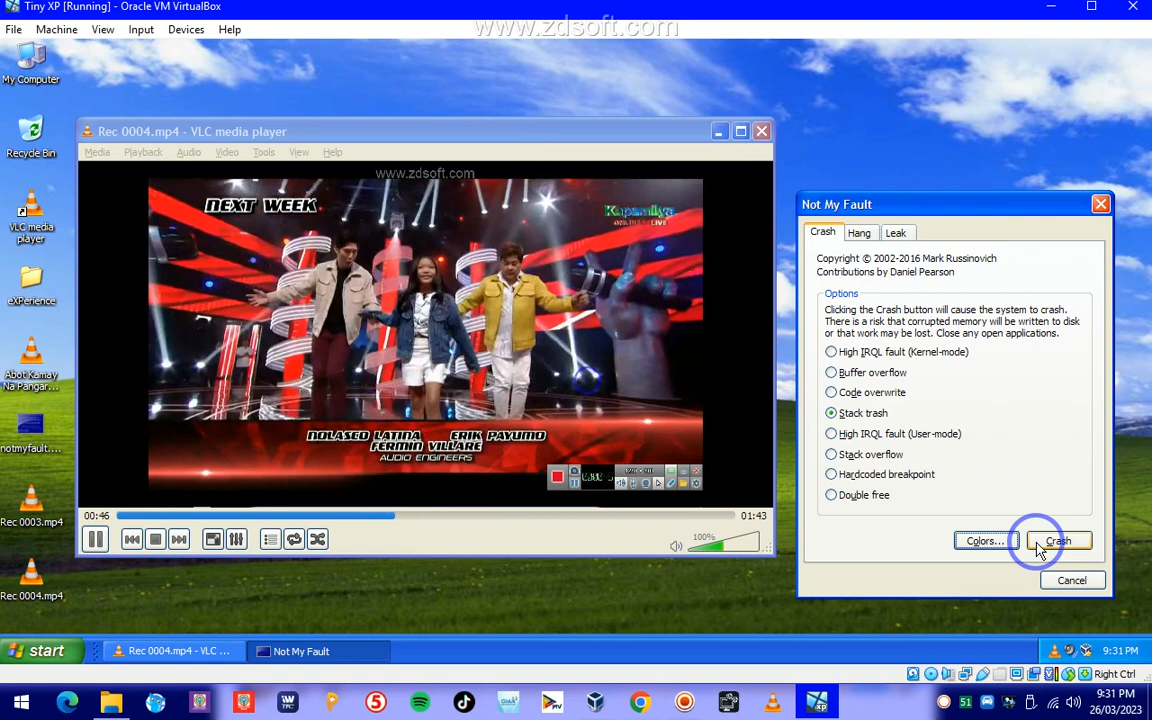 Tiny XP [Running] - Oracle VM VirtualBox
www.zdsoft.com
File Machine View Input Devices Help
My Computer
Recycle Bin
VLC media
player
eXPerience
Abot Kamay
Na Pangar...
notmyfault....
Rec 0003.mp4
Rec 0004.mp4
Rec 0004.mp4 - VLC media player
Media Playback Audio Video Tools View Help
www.zdsoft.com
NEXT WEEK
Kapamilya
LIVE
NOLASCO LATINA ERIK PAYUMO
FERMIN VILLARE
AUDIO ENGINEERS
00:46
01:43
100%
Not My Fault
Crash Hang Leak
Copyright © 2002-2016 Mark Russinovich
Contributions by Daniel Pearson
Options
Clicking the Crash button will cause the system to crash.
There is a risk that corrupted memory will be written to disk
or that work may be lost. Close any open applications.
High IRQL fault (Kernel-mode)
Buffer overflow
Code overwrite
Stack trash
High IRQL fault (User-mode)
Stack overflow
Hardcoded breakpoint
Double free
Colors... Crash
Cancel
start
Rec 0004.mp4 - VLC ...
Not My Fault
9:31 PM
Right Ctrl
51
9:31 PM
26/03/2023